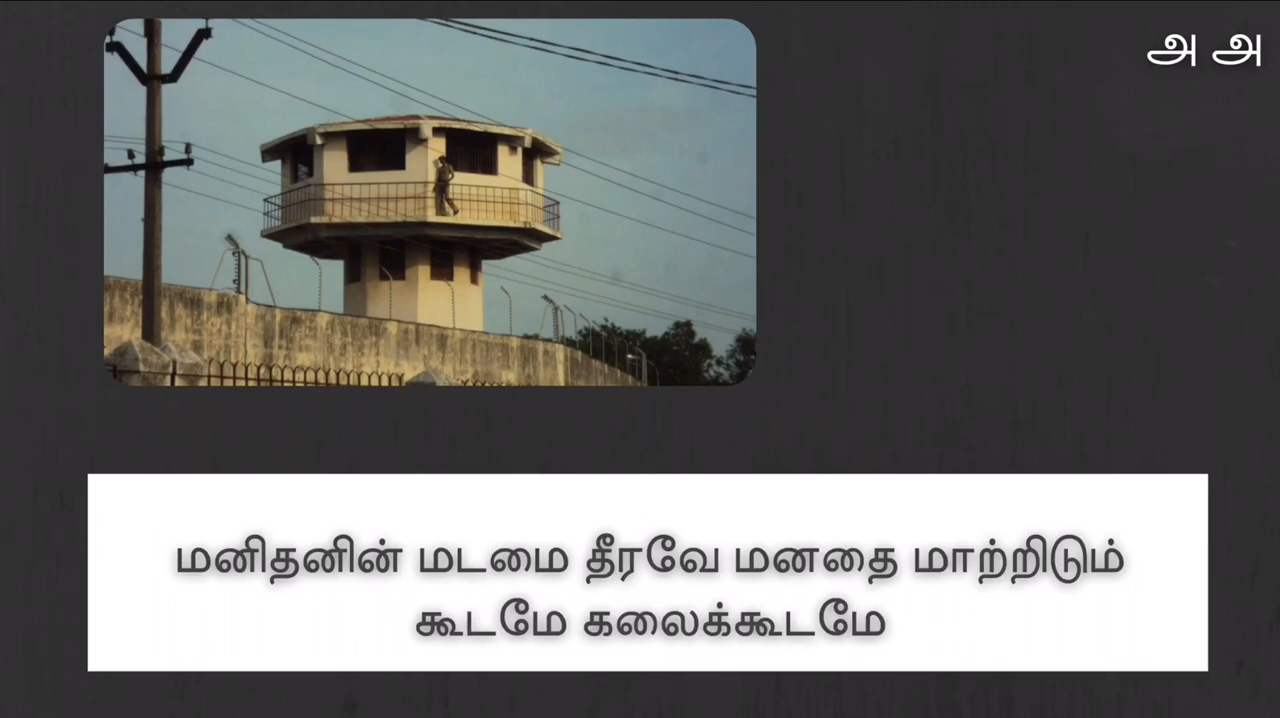 அ அ
மனிதனின் மடமை தீரவே மனதை மாற்றிடும்
கூடமே கலைக்கூடமே